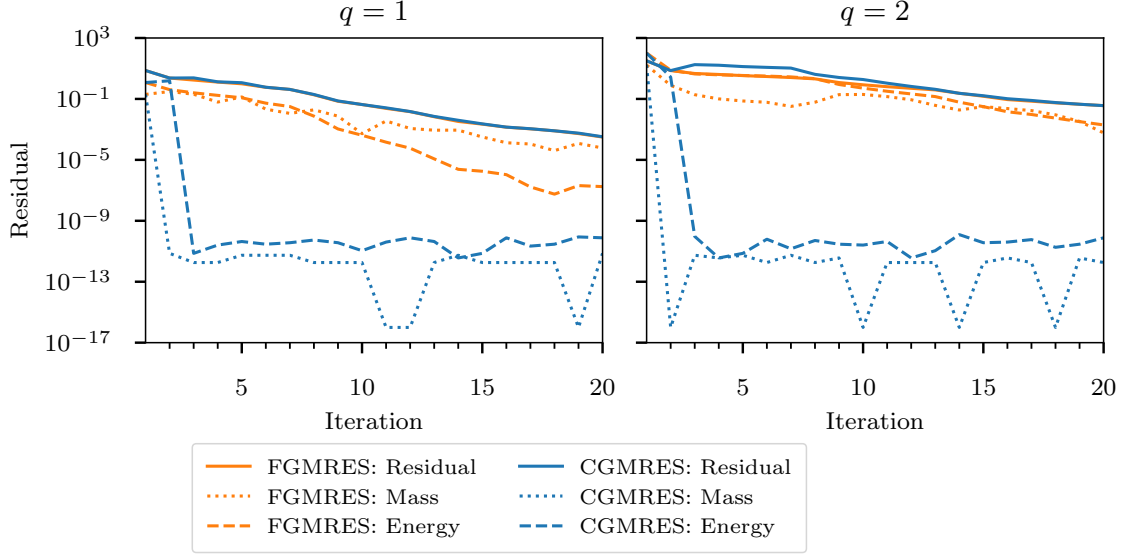 q = 1
q = 2
Residual
10^3
10^{-1}
10^{-5}
10^{-9}
10^{-13}
10^{-17}
5
10
15
20
5
10
15
20
Iteration
Iteration
FGMRES: Residual
FGMRES: Mass
FGMRES: Energy
CGMRES: Residual
CGMRES: Mass
CGMRES: Energy